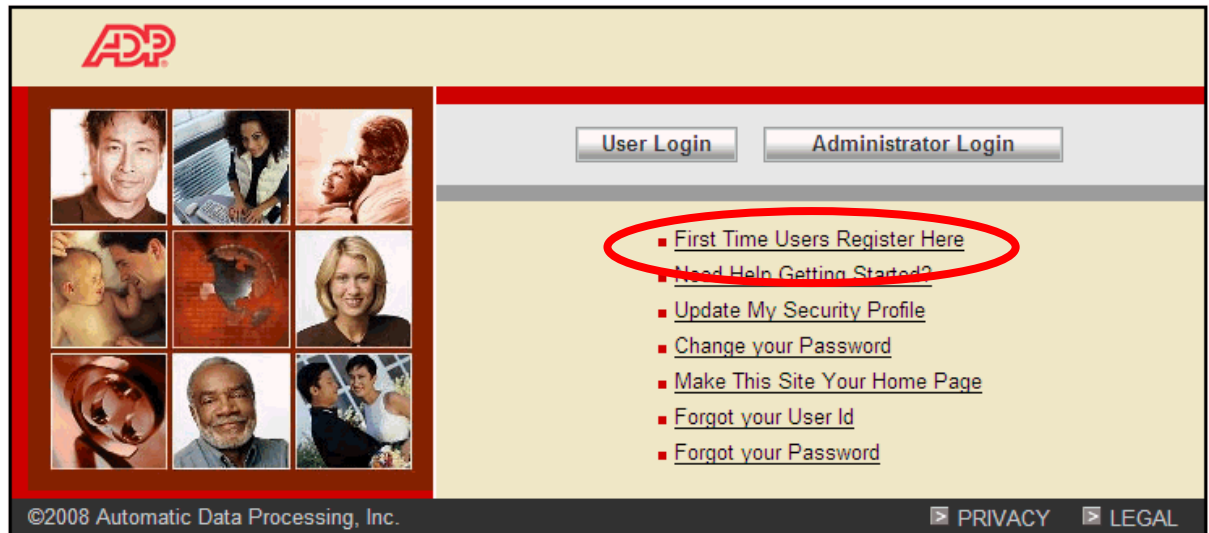 ADP
User Login Administrator Login
First Time Users Register Here
Need Help Getting Started?
Update My Security Profile
Change your Password
Make This Site Your Home Page
Forgot your User Id
Forgot your Password
©2008 Automatic Data Processing, Inc. PRIVACY LEGAL